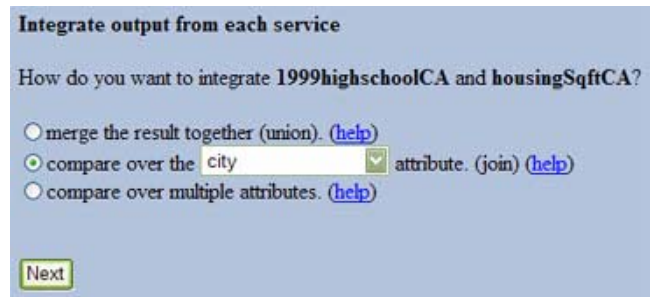 Integrate output from each service
How do you want to integrate 1999highschoolCA and housingSqftCA?
merge the result together (union). (help)
compare over the city attribute. (join) (help)
compare over multiple attributes. (help)
Next